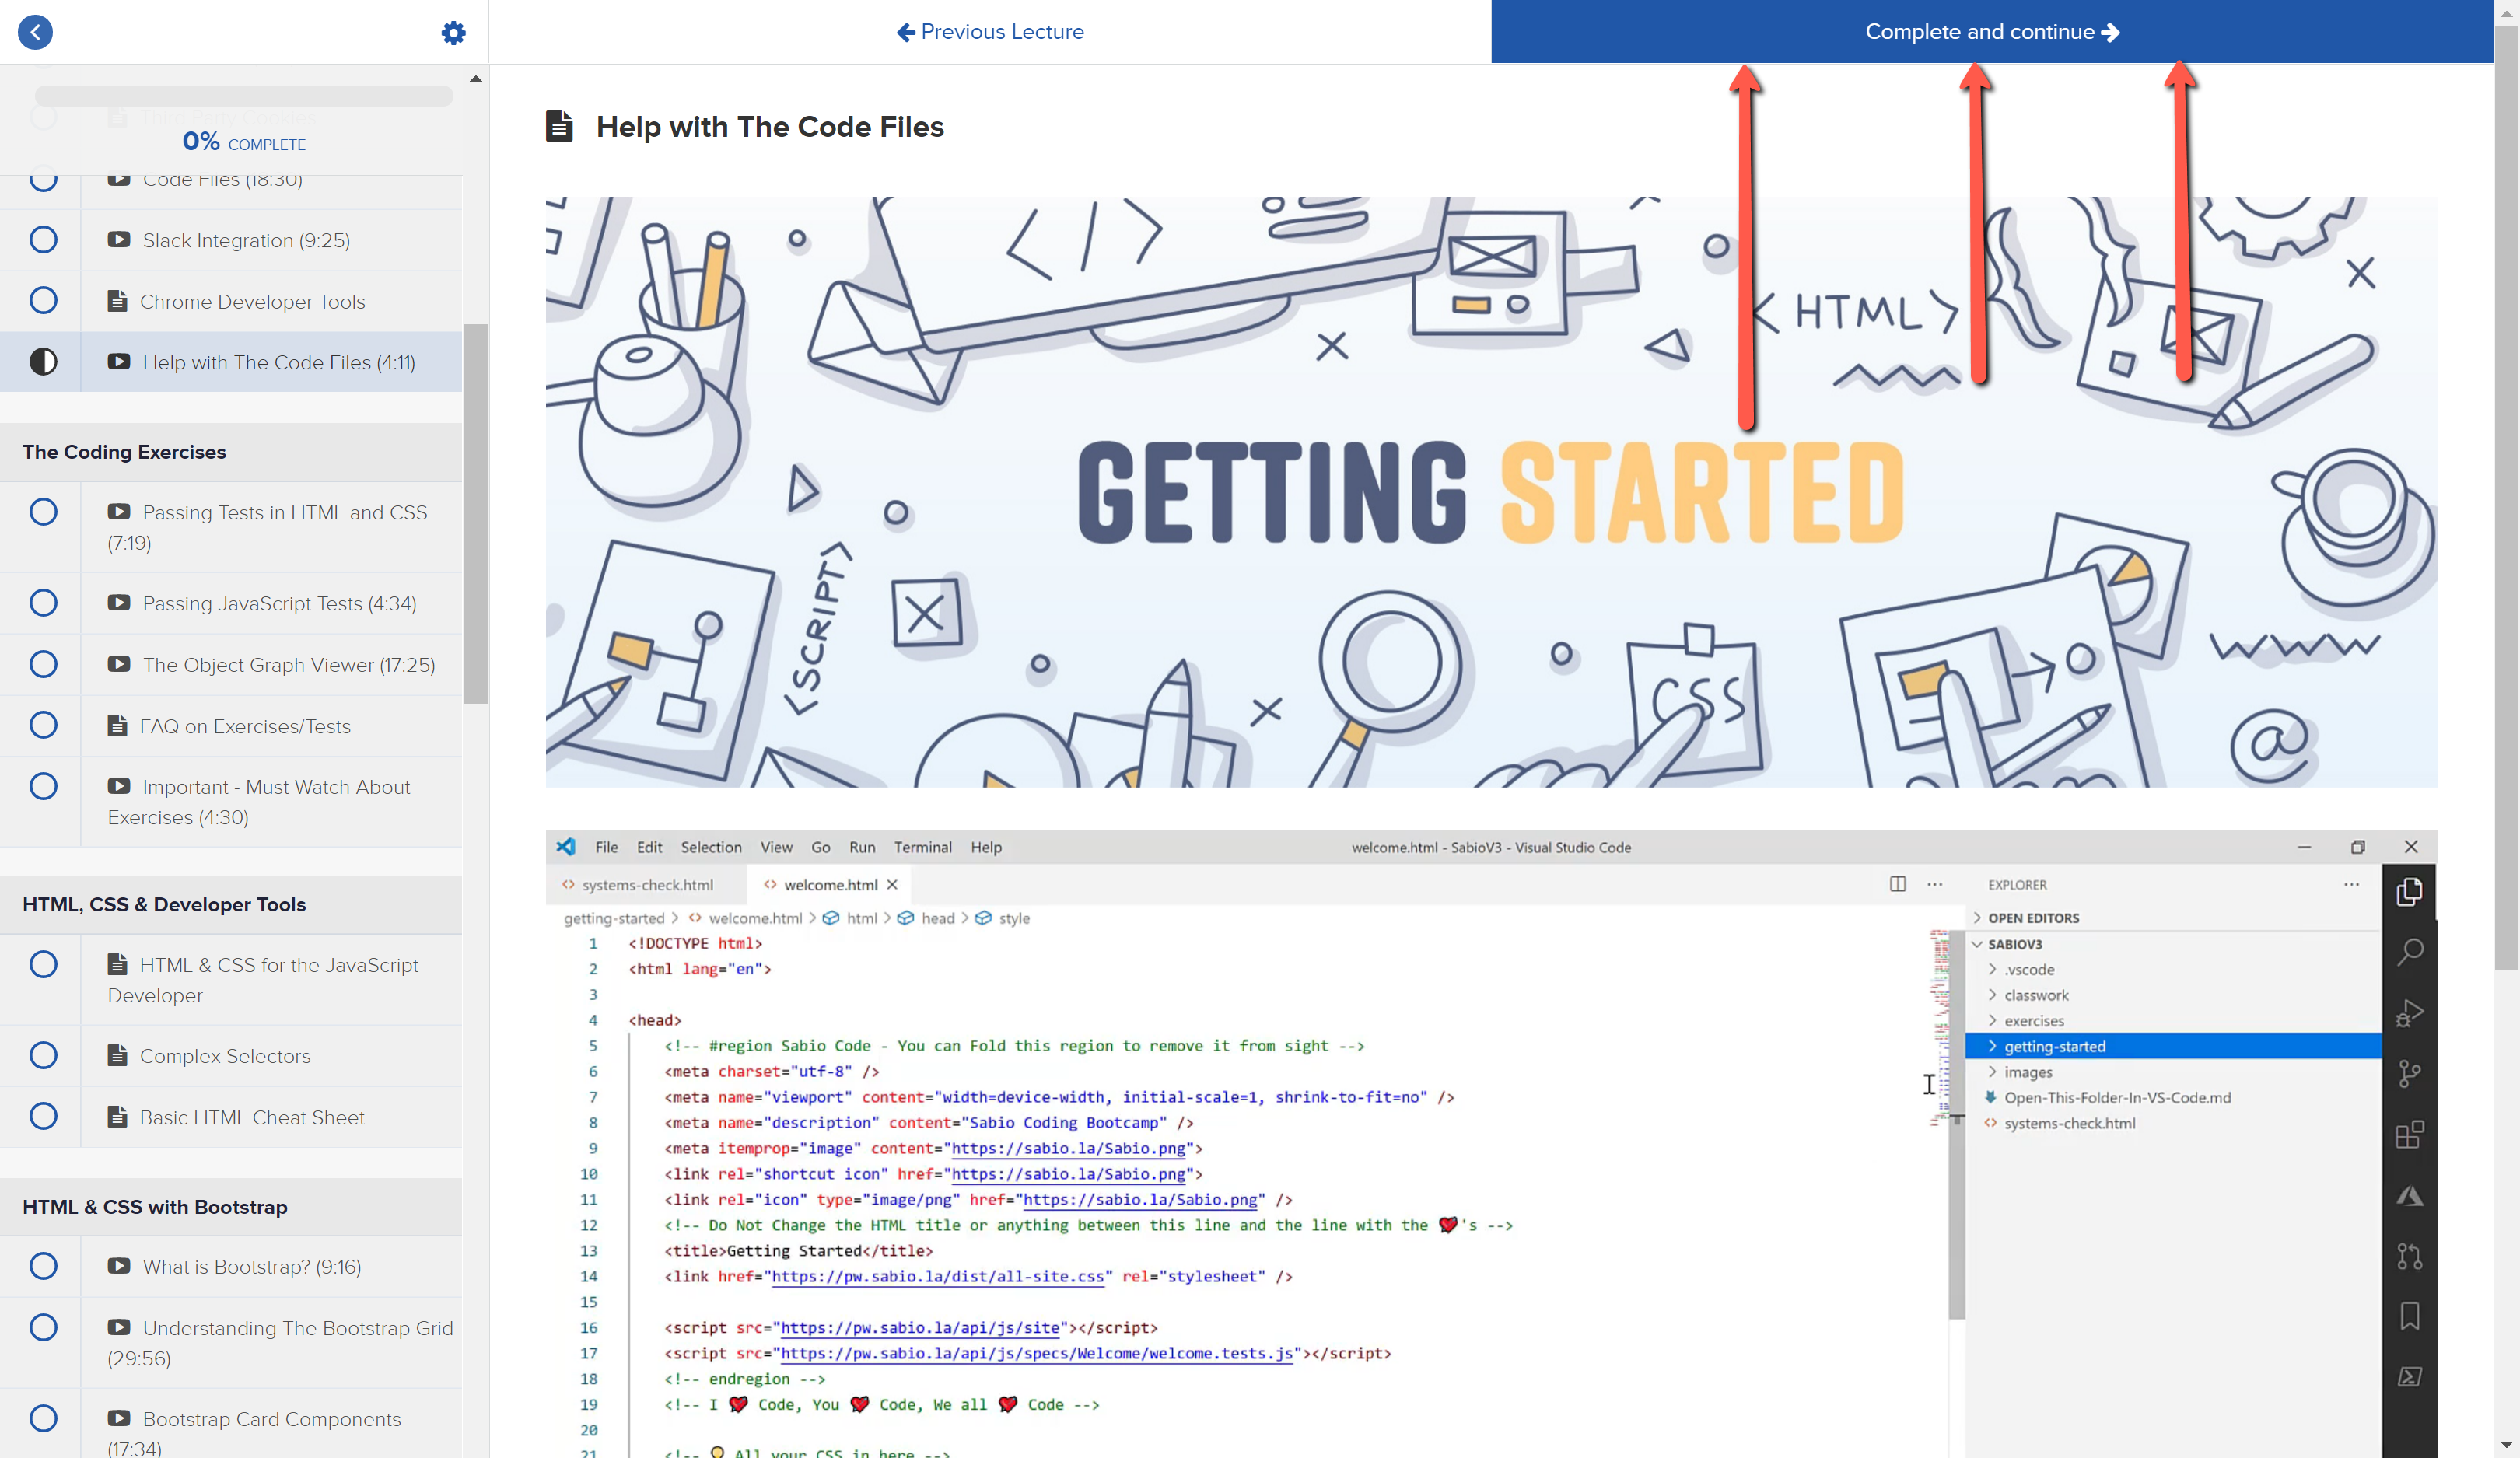 Previous Lecture
Complete and continue
Third Party Cookies
0% COMPLETE
Code Files (18:30)
Slack Integration (9:25)
Chrome Developer Tools
Help with The Code Files (4:11)
The Coding Exercises
Passing Tests in HTML and CSS
(7:19)
Passing JavaScript Tests (4:34)
The Object Graph Viewer (17:25)
FAQ on Exercises/Tests
Important - Must Watch About
Exercises (4:30)
HTML, CSS & Developer Tools
HTML & CSS for the JavaScript
Developer
Complex Selectors
Basic HTML Cheat Sheet
HTML & CSS with Bootstrap
What is Bootstrap? (9:16)
Understanding The Bootstrap Grid
(29:56)
Bootstrap Card Components
(17:34)
Help with The Code Files
</>
< HTML >
GETTING STARTED
<SCRIPT>
CSS
@
File Edit Selection View Go Run Terminal Help
welcome.html - SabioV3 - Visual Studio Code
systems-check.html
welcome.html
getting-started > welcome.html > html > head > style
1 <!DOCTYPE html>
2 <html lang="en">
3
4 <head>
5 <!-- #region Sabio Code - You can Fold this region to remove it from sight -->
6 <meta charset="utf-8" />
7 <meta name="viewport" content="width=device-width, initial-scale=1, shrink-to-fit=no" />
8 <meta name="description" content="Sabio Coding Bootcamp" />
9 <meta itemprop="image" content="https://sabio.la/Sabio.png">
10 <link rel="shortcut icon" href="https://sabio.la/Sabio.png">
11 <link rel="icon" type="image/png" href="https://sabio.la/Sabio.png" />
12 <!-- Do Not Change the HTML title or anything between this line and the line with the ❤'s -->
13 <title>Getting Started</title>
14 <link href="https://pw.sabio.la/dist/all-site.css" rel="stylesheet" />
15
16 <script src="https://pw.sabio.la/api/js/site"></script>
17 <script src="https://pw.sabio.la/api/js/specs/Welcome/welcome.tests.js"></script>
18 <!-- endregion -->
19 <!-- I ❤ Code, You ❤ Code, We all ❤ Code -->
20
21 <!-- 💡 All your CSS in here -->
EXPLORER
OPEN EDITORS
SABIOV3
.vscode
classwork
exercises
getting-started
images
Open-This-Folder-In-VS-Code.md
systems-check.html